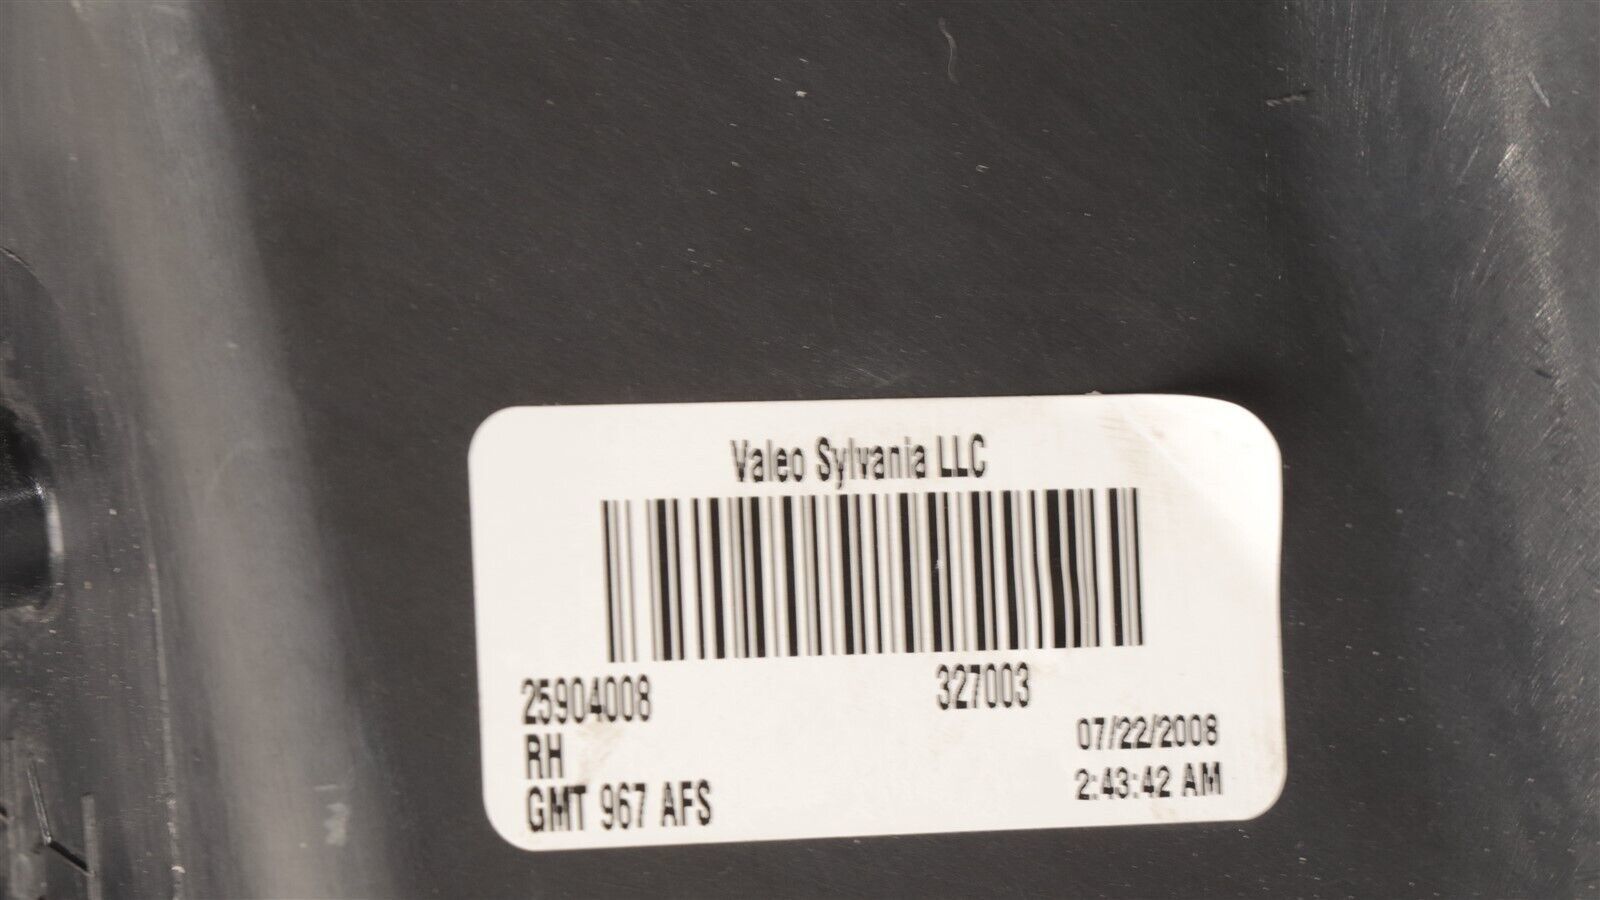 Valeo Sylvania LLC
25904008 327003
RH 07/22/2008
GMT 967 AFS 2:43:42 AM